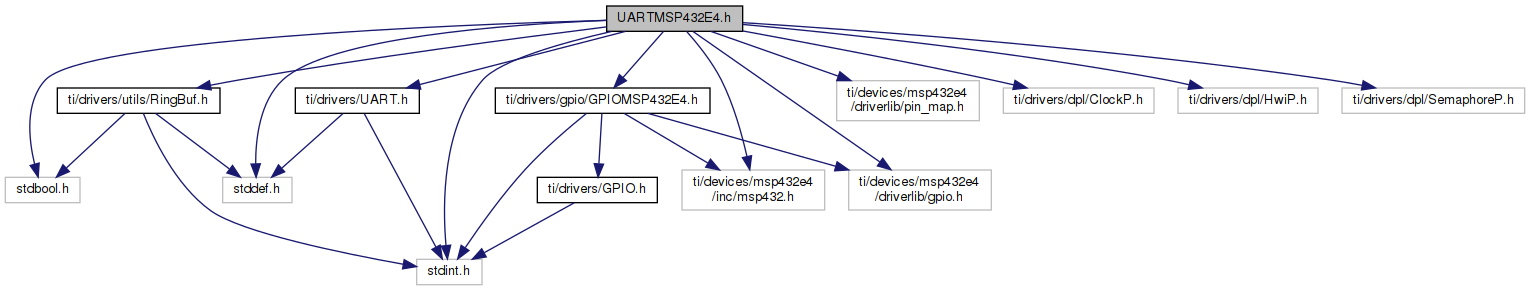 UARTMSP432E4.h
ti/drivers/utils/RingBuf.h
ti/drivers/UART.h
ti/drivers/gpio/GPIOMSP432E4.h
ti/devices/msp432e4
/driverlib/pin_map.h
ti/drivers/dpl/ClockP.h
ti/drivers/dpl/HwiP.h
ti/drivers/dpl/SemaphoreP.h
stdbool.h
stddef.h
ti/drivers/GPIO.h
ti/devices/msp432e4
/inc/msp432.h
ti/devices/msp432e4
/driverlib/gpio.h
stdint.h